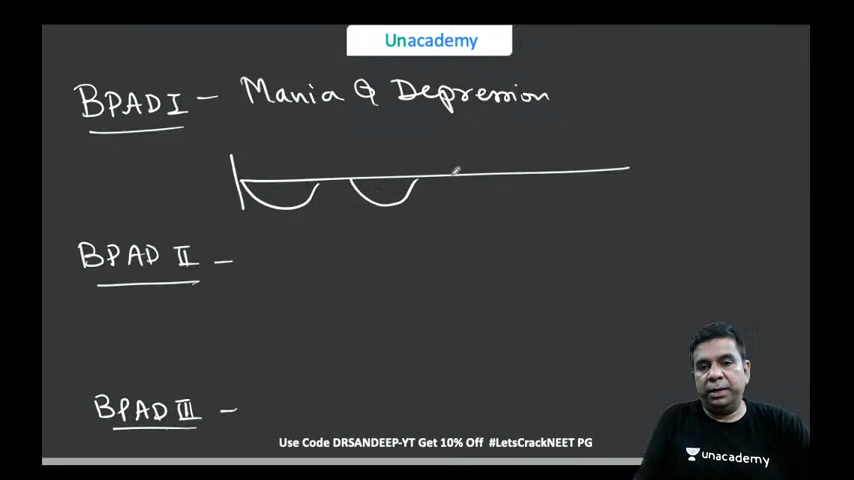 Unacademy
BPAD I - Mania & Depression
BPAD II -
BPAD III -
Use Code DRSANDEEP-YT Get 10% Off #LetsCrackNEET PG
unacademy